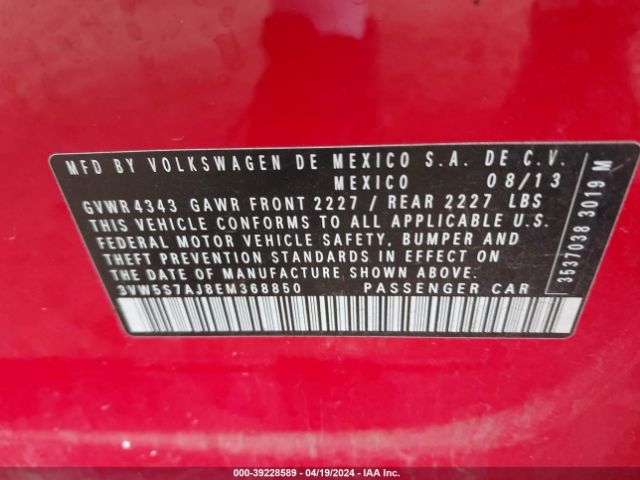 MFD BY VOLKSWAGEN DE MEXICO S.A. DE C.V.
MEXICO 08/13
GVWR 4343 GAWR FRONT 2227 / REAR 2227 LBS
THIS VEHICLE CONFORMS TO ALL APPLICABLE U.S.
FEDERAL MOTOR VEHICLE SAFETY, BUMPER AND
THEFT PREVENTION STANDARDS IN EFFECT ON
THE DATE OF MANUFACTURE SHOWN ABOVE.
3VW5S7AJ8EM368850 PASSENGER CAR
3537038 3019 M
000-39228589 - 04/19/2024 - IAA Inc.